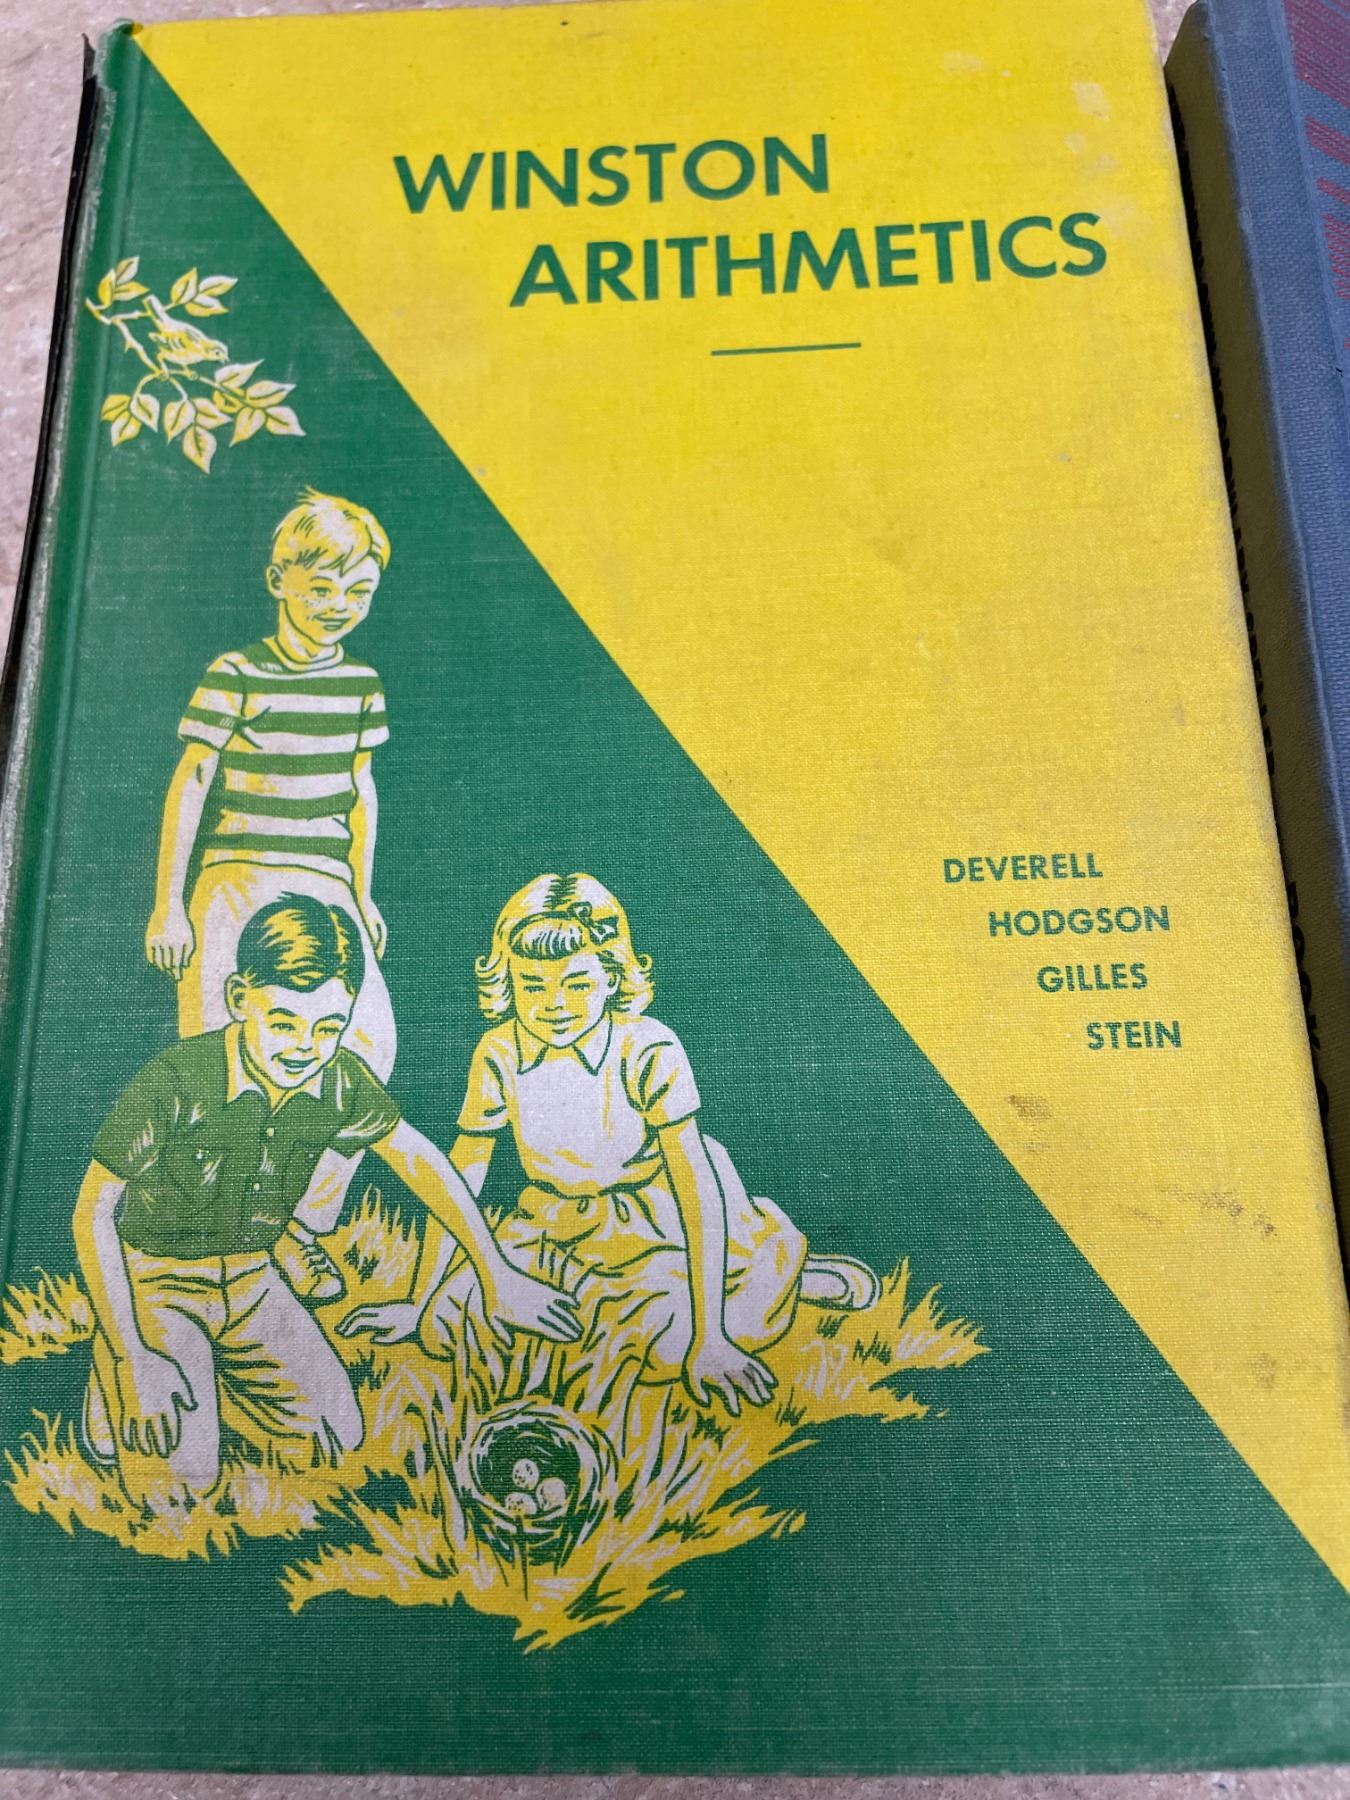 WINSTON
ARITHMETICS
DEVERELL
HODGSON
GILLES
STEIN